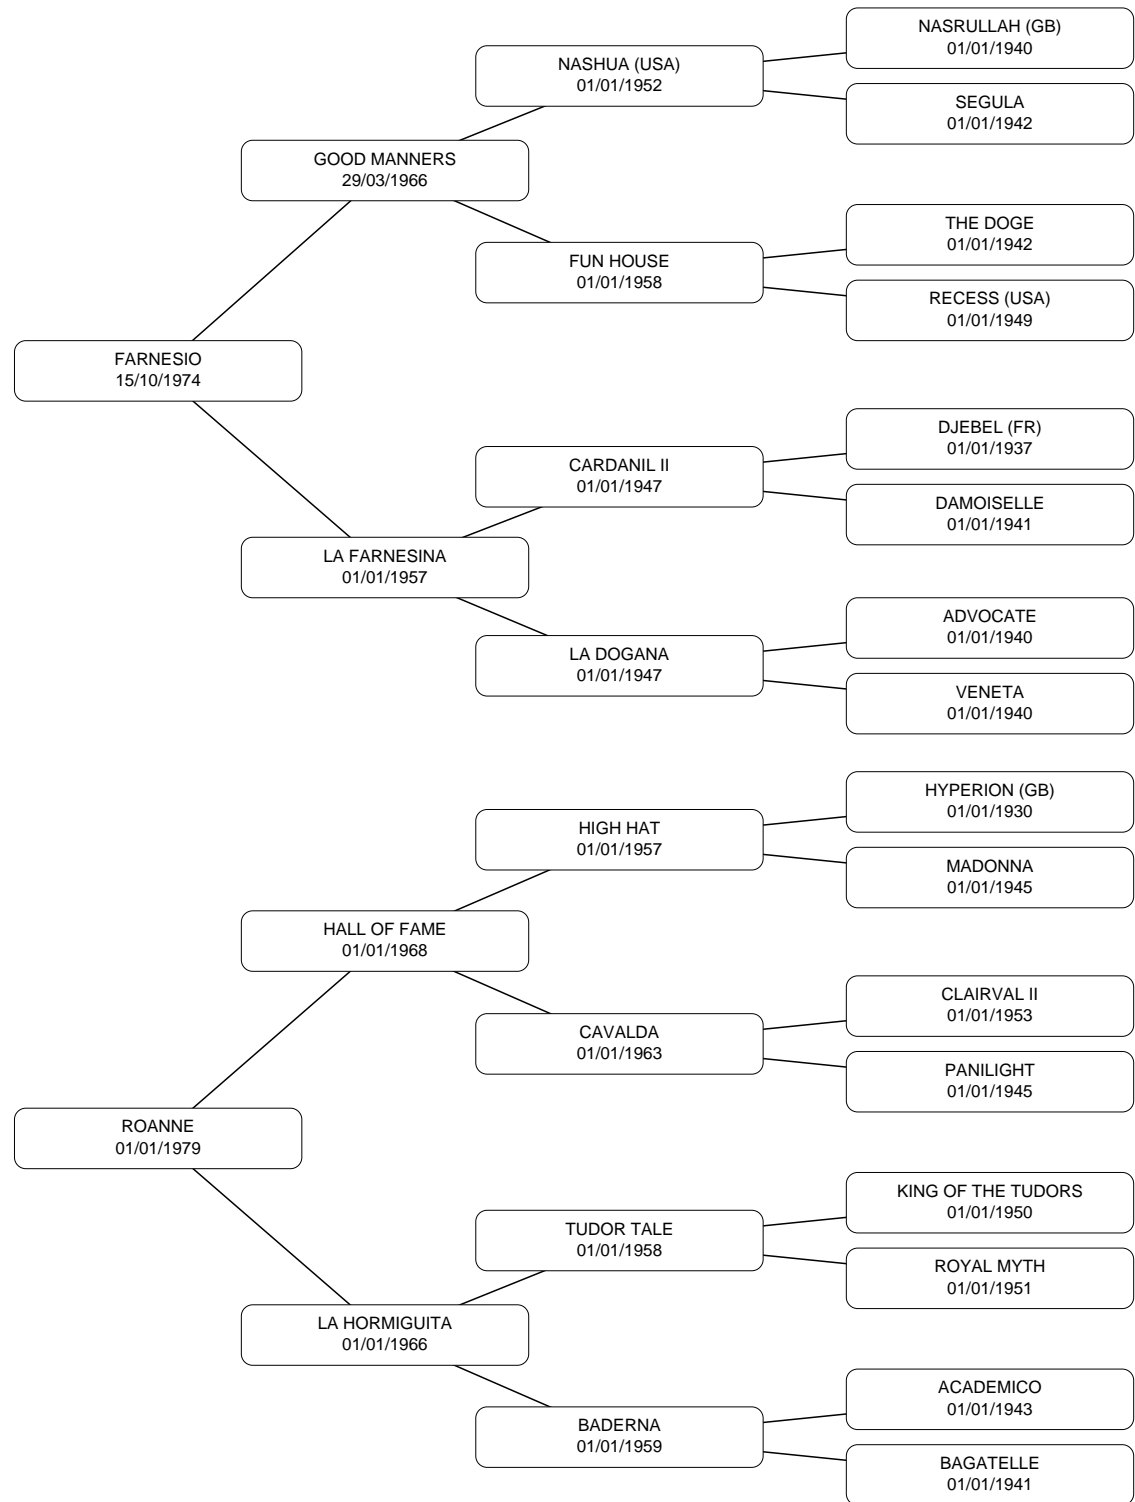 NASRULLAH (GB)
01/01/1940
NASHUA (USA)
01/01/1952
SEGULA
01/01/1942
GOOD MANNERS
29/03/1966
THE DOGE
01/01/1942
FUN HOUSE
01/01/1958
RECESS (USA)
01/01/1949
FARNESIO
15/10/1974
DJEBEL (FR)
01/01/1937
CARDANIL II
01/01/1947
DAMOISELLE
01/01/1941
LA FARNESINA
01/01/1957
ADVOCATE
01/01/1940
LA DOGANA
01/01/1947
VENETA
01/01/1940
HYPERION (GB)
01/01/1930
HIGH HAT
01/01/1957
MADONNA
01/01/1945
HALL OF FAME
01/01/1968
CLAIRVAL II
01/01/1953
CAVALDA
01/01/1963
PANILIGHT
01/01/1945
ROANNE
01/01/1979
KING OF THE TUDORS
01/01/1950
TUDOR TALE
01/01/1958
ROYAL MYTH
01/01/1951
LA HORMIGUITA
01/01/1966
ACADEMICO
01/01/1943
BADERNA
01/01/1959
BAGATELLE
01/01/1941